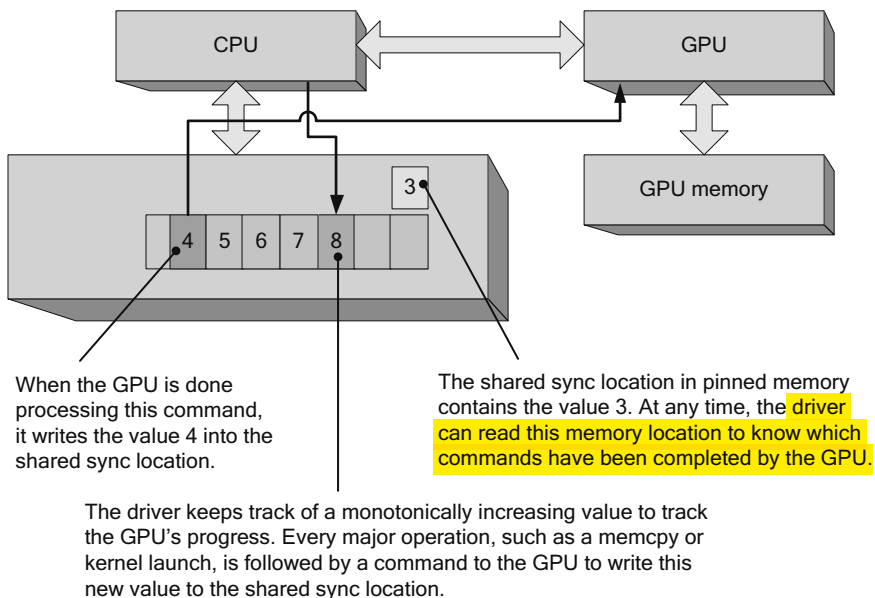 CPU
GPU
3
GPU memory
4 5 6 7 8
When the GPU is done
processing this command,
it writes the value 4 into the
shared sync location.
The shared sync location in pinned memory
contains the value 3. At any time, the driver
can read this memory location to know which
commands have been completed by the GPU.
The driver keeps track of a monotonically increasing value to track
the GPU’s progress. Every major operation, such as a memcpy or
kernel launch, is followed by a command to the GPU to write this
new value to the shared sync location.